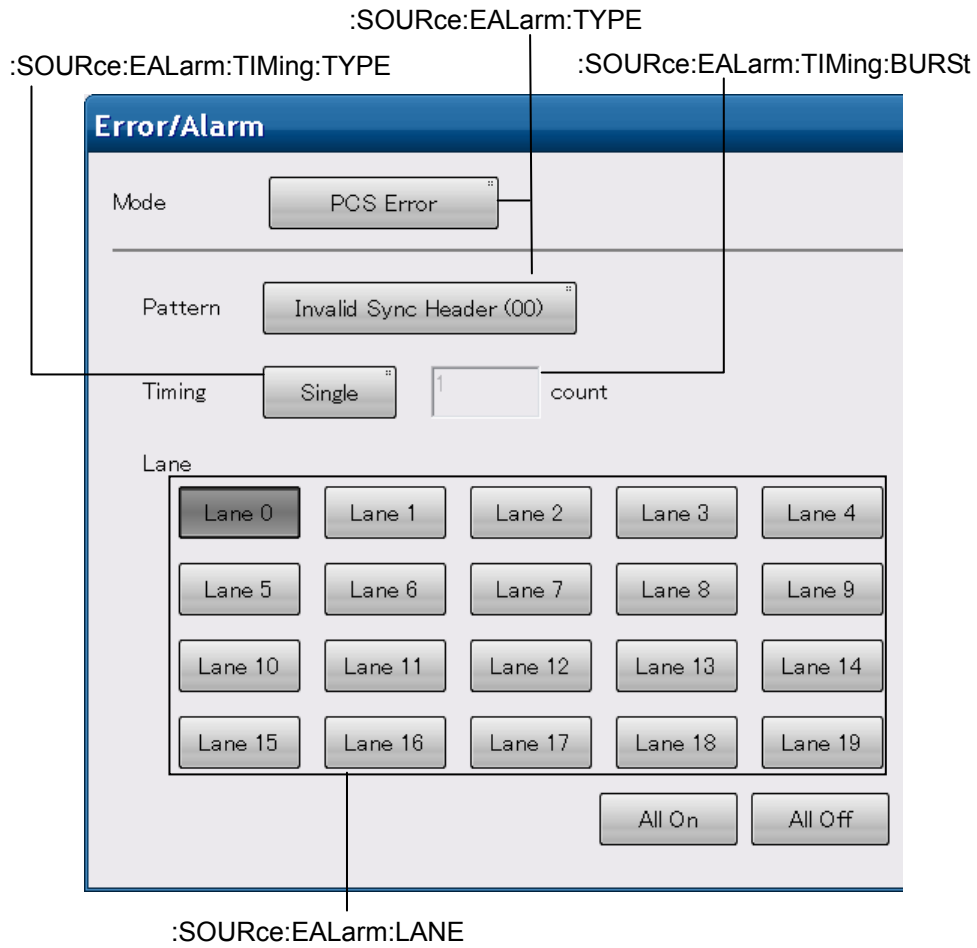 :SOURce:EALarm:TYPE
:SOURce:EALarm:TIMing:TYPE :SOURce:EALarm:TIMing:BURSt
Error/Alarm
Mode PCS Error
Pattern Invalid Sync Header (00)
Timing Single 1 count
Lane
Lane 0 Lane 1 Lane 2 Lane 3 Lane 4
Lane 5 Lane 6 Lane 7 Lane 8 Lane 9
Lane 10 Lane 11 Lane 12 Lane 13 Lane 14
Lane 15 Lane 16 Lane 17 Lane 18 Lane 19
All On All Off
:SOURce:EALarm:LANE